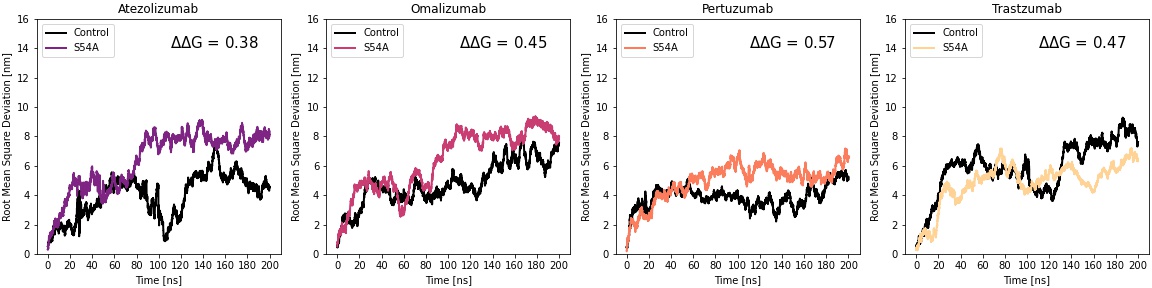 Atezolizumab
Root Mean Square Deviation [nm]
16
14
12
10
8
6
4
2
0
Control
S54A
ΔΔG = 0.38
0 20 40 60 80 100 120 140 160 180 200
Time [ns]
Omalizumab
Root Mean Square Deviation [nm]
16
14
12
10
8
6
4
2
0
Control
S54A
ΔΔG = 0.45
0 20 40 60 80 100 120 140 160 180 200
Time [ns]
Pertuzumab
Root Mean Square Deviation [nm]
16
14
12
10
8
6
4
2
0
Control
S54A
ΔΔG = 0.57
0 20 40 60 80 100 120 140 160 180 200
Time [ns]
Trastzumab
Root Mean Square Deviation [nm]
16
14
12
10
8
6
4
2
0
Control
S54A
ΔΔG = 0.47
0 20 40 60 80 100 120 140 160 180 200
Time [ns]